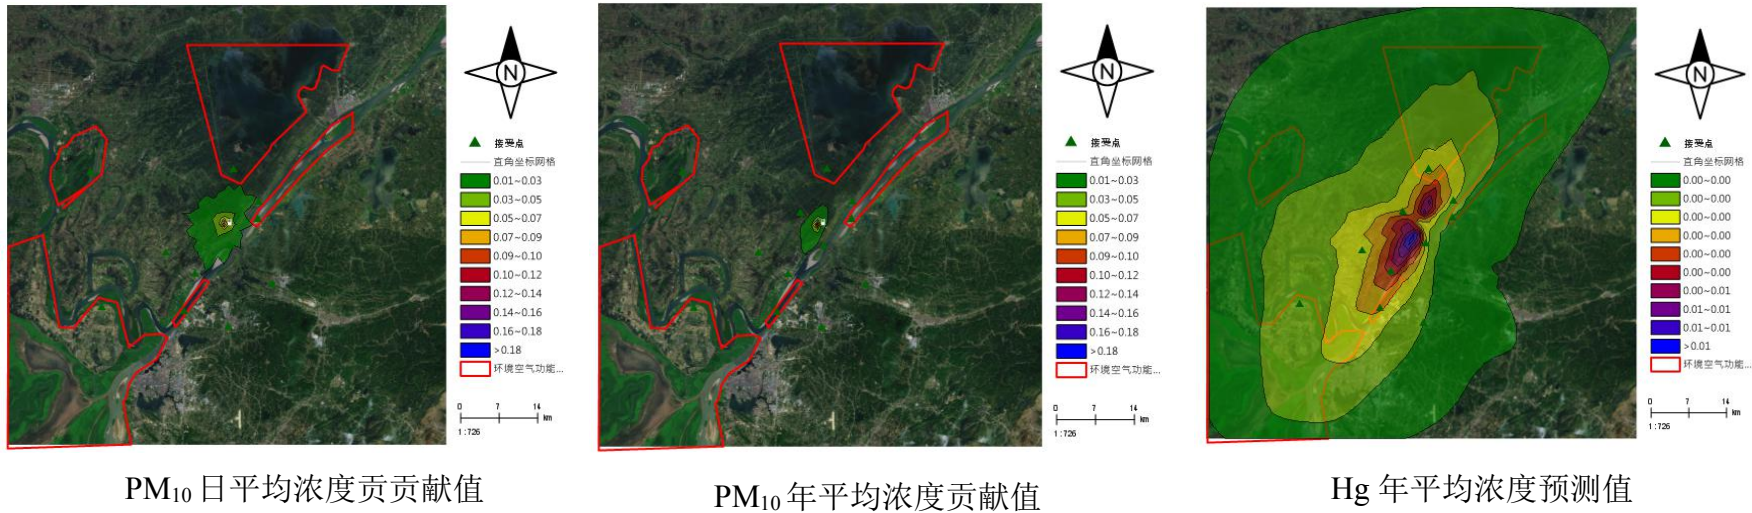 N
接受点
直角坐标网格
0.01~0.03
0.03~0.05
0.05~0.07
0.07~0.09
0.09~0.10
0.10~0.12
0.12~0.14
0.14~0.16
0.16~0.18
>0.18
环境空气功能...
0 7 14 km
1:726
PM10日平均浓度贡贡献值
N
接受点
直角坐标网格
0.01~0.03
0.03~0.05
0.05~0.07
0.07~0.09
0.09~0.10
0.10~0.12
0.12~0.14
0.14~0.16
0.16~0.18
>0.18
环境空气功能...
0 7 14 km
1:726
PM10年平均浓度贡献值
N
接受点
直角坐标网格
0.00~0.00
0.00~0.00
0.00~0.00
0.00~0.00
0.00~0.00
0.00~0.00
0.00~0.01
0.01~0.01
0.01~0.01
>0.01
环境空气功能...
0 7 14 km
1:726
Hg 年平均浓度预测值